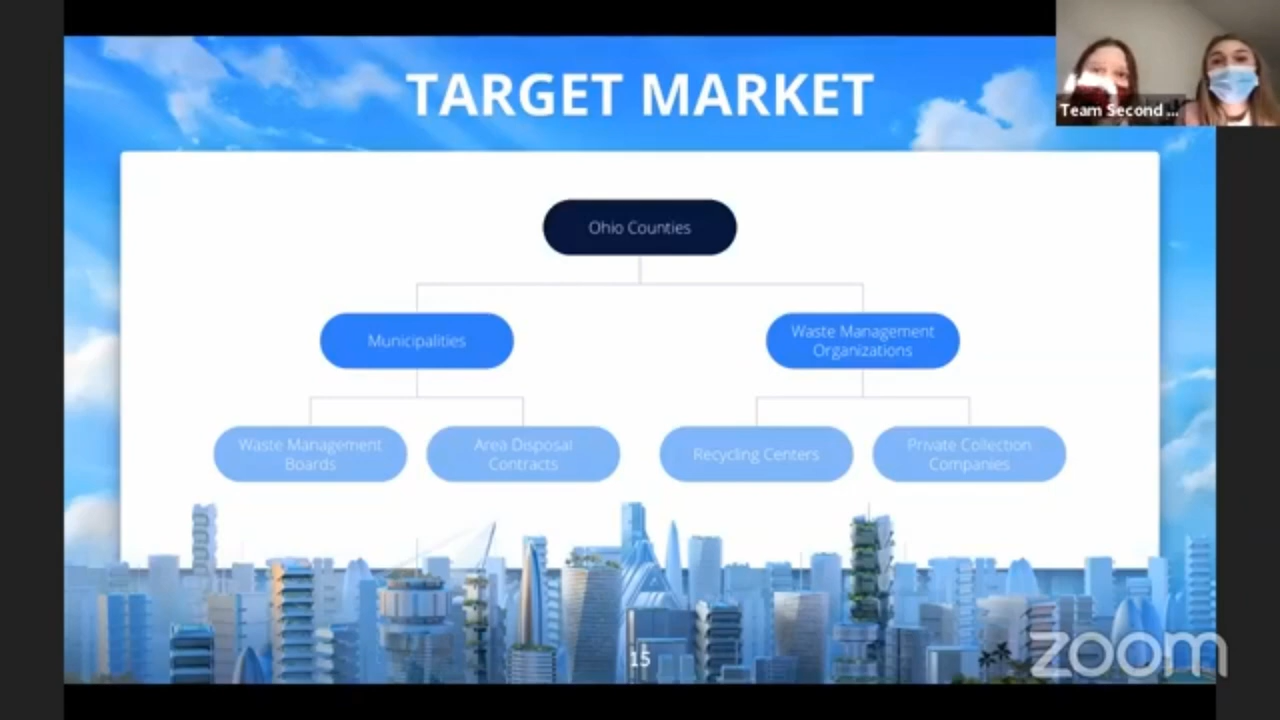 TARGET MARKET
Team Second ...
Ohio Counties
Municipalities
Waste Management
Organizations
Waste Management
Boards
Area Disposal
Contracts
Recycling Centers
Private Collection
Companies
15
zoom